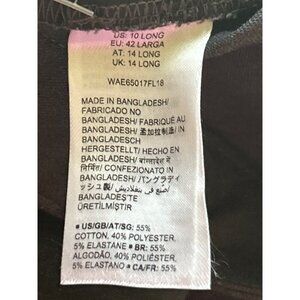 US: 10 LONG
EU: 42 LARGA
AT: 14 LONG
UK: 14 LONG
WAE65017FL18
MADE IN BANGLADESH/
FABRICADO NO
BANGLADESH/ FABRIQUÉ AU
BANGLADESH/ 孟加拉制造/ IN
BANGLADESCH
HERGESTELLT/ HECHO EN
BANGLADESH/ बांग्लादेश में
निर्मित/ CONFEZIONATO IN
BANGLADESH/ バングラディ
ッシュ製/ صنع في بنغلاديش/
BANGLADEŞ'TE
ÜRETİLMİŞTİR
■ US/GB/AT/SG: 55%
COTTON, 40% POLYESTER,
5% ELASTANE ■ BR: 55%
ALGODÃO, 40% POLIÉSTER,
5% ELASTANO ■ CA/FR: 55%